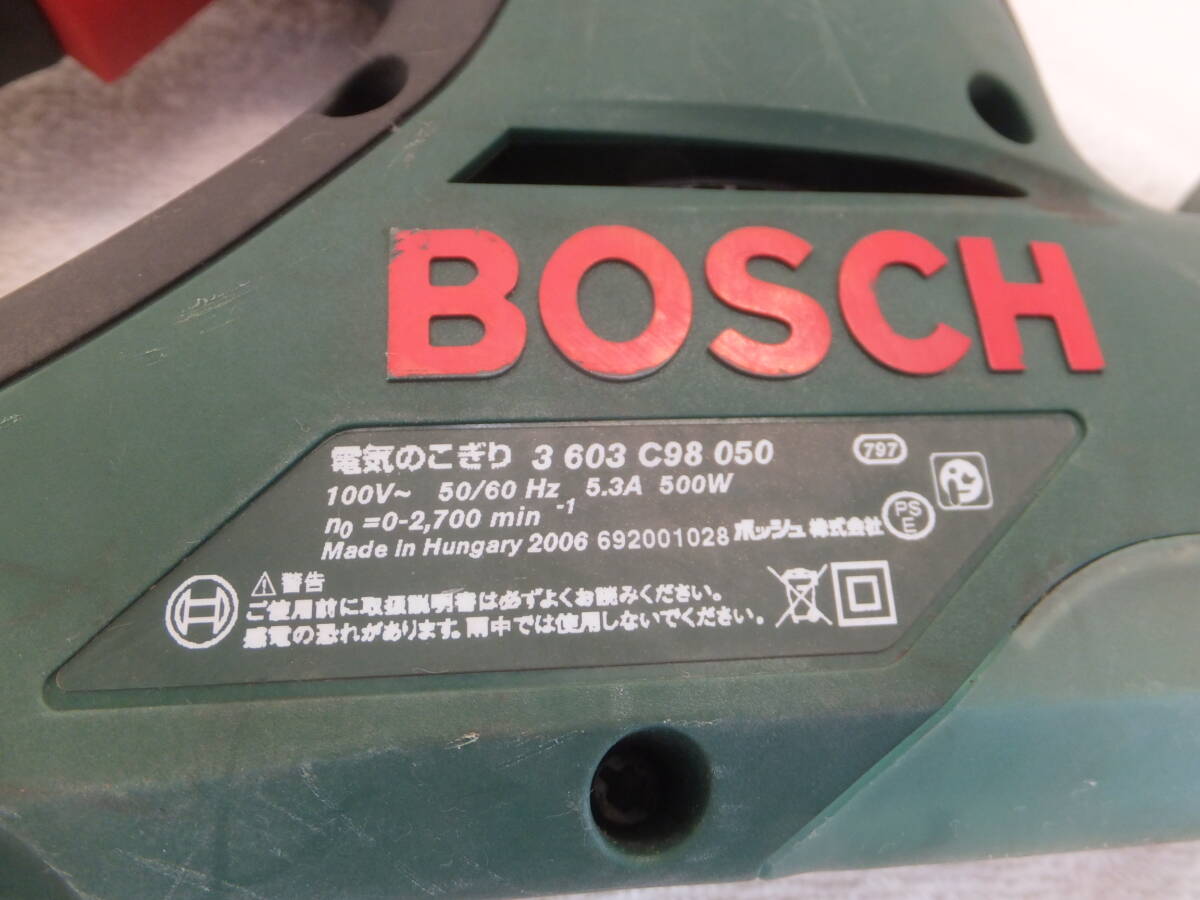 BOSCH
電気のこぎり 3 603 C98 050 797
100V~ 50/60 Hz 5.3A 500W
n0 =0-2,700 min -1
Made in Hungary 2006 692001028 ボッシュ 株式会社 PS E
⚠警告
ご使用前に取扱説明書は必ずよくお読みください。
感電の恐れがあります。雨中では使用しないでください。